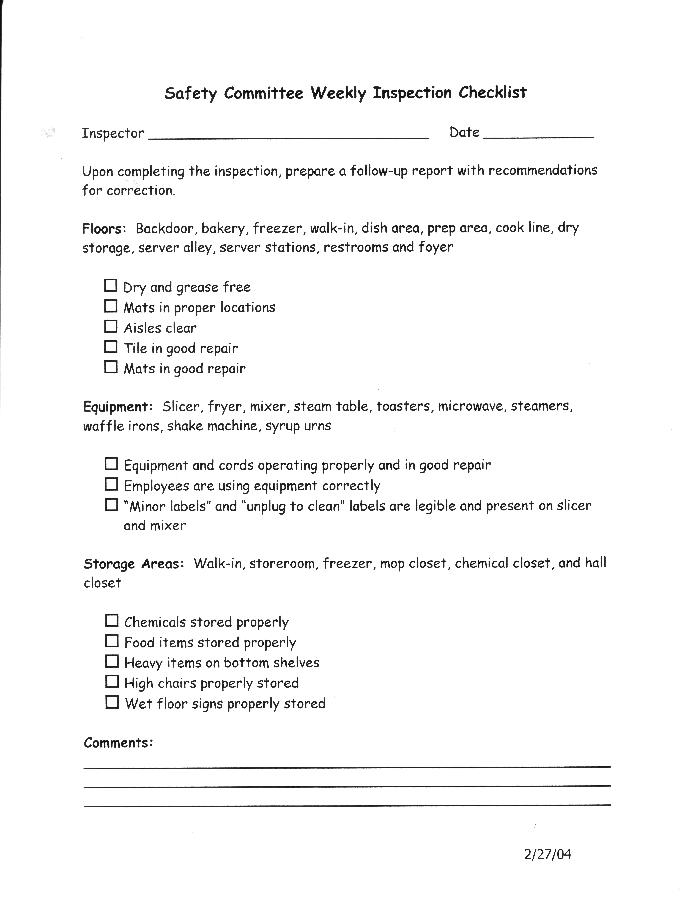 Safety Committee Weekly Inspection Checklist
Inspector ______________________ Date __________
Upon completing the inspection, prepare a follow-up report with recommendations
for correction.
Floors: Backdoor, bakery, freezer, walk-in, dish area, prep area, cook line, dry
storage, server alley, server stations, restrooms and foyer
☐ Dry and grease free
☐ Mats in proper locations
☐ Aisles clear
☐ Tile in good repair
☐ Mats in good repair
Equipment: Slicer, fryer, mixer, steam table, toasters, microwave, steamers,
waffle irons, shake machine, syrup urns
☐ Equipment and cords operating properly and in good repair
☐ Employees are using equipment correctly
☐ "Minor labels" and "unplug to clean" labels are legible and present on slicer
and mixer
Storage Areas: Walk-in, storeroom, freezer, mop closet, chemical closet, and hall
closet
☐ Chemicals stored properly
☐ Food items stored properly
☐ Heavy items on bottom shelves
☐ High chairs properly stored
☐ Wet floor signs properly stored
Comments:
2/27/04